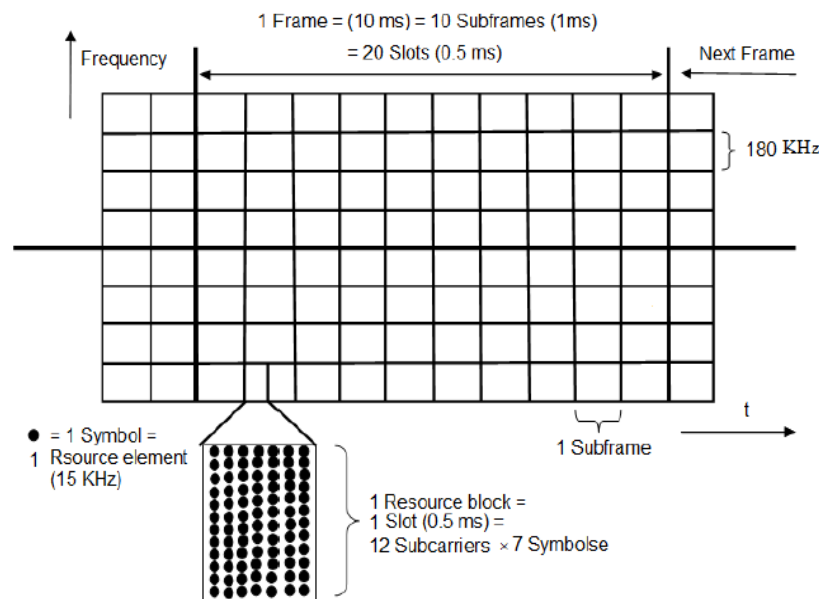 1 Frame = (10 ms) = 10 Subframes (1ms)
= 20 Slots (0.5 ms)
Frequency
Next Frame
180 KHz
t
1 Subframe
● = 1 Symbol =
1 Rsource element
(15 KHz)
1 Resource block =
1 Slot (0.5 ms) =
12 Subcarriers × 7 Symbolse